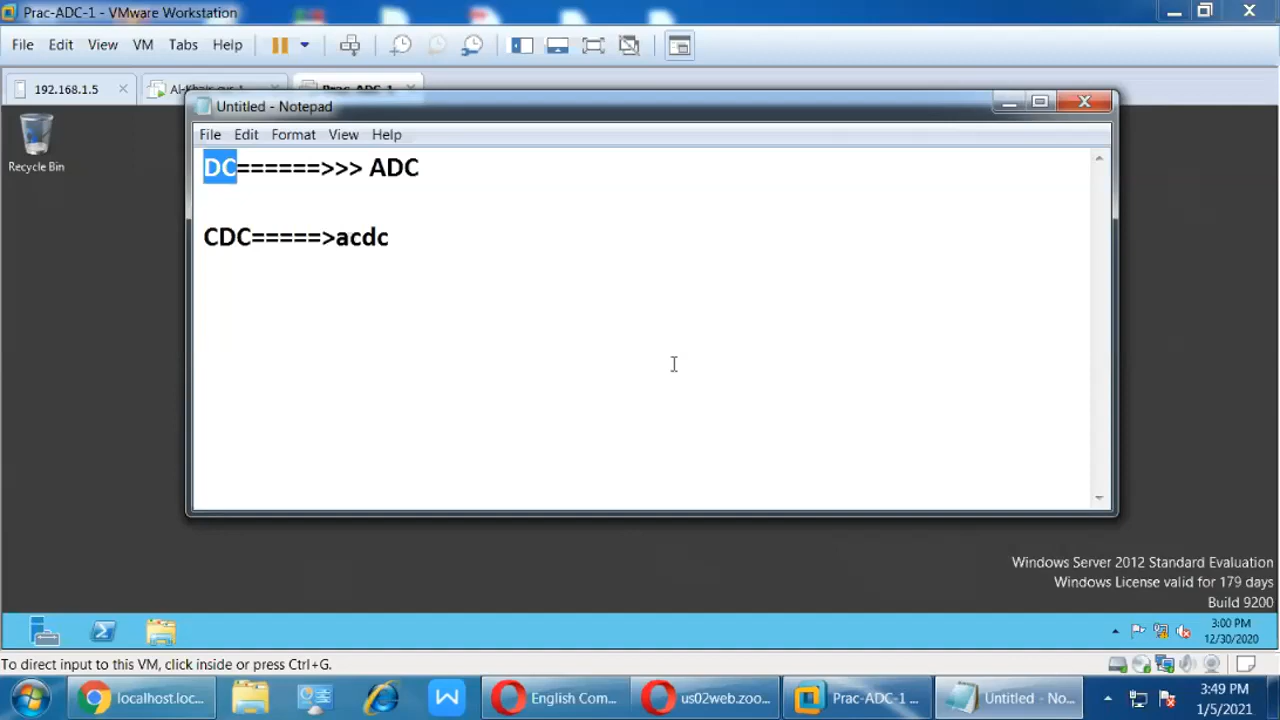 Prac-ADC-1 - VMware Workstation
File Edit View VM Tabs Help
192.168.1.5
Prac-ADC-1
Untitled - Notepad
File Edit Format View Help
Recycle Bin
DC======>>> ADC
CDC=====>acdc
Windows Server 2012 Standard Evaluation
Windows License valid for 179 days
Build 9200
3:00 PM
12/30/2020
To direct input to this VM, click inside or press Ctrl+G.
localhost.loc...
English Com...
us02web.zoo...
Prac-ADC-1 ...
Untitled - No...
3:49 PM
1/5/2021